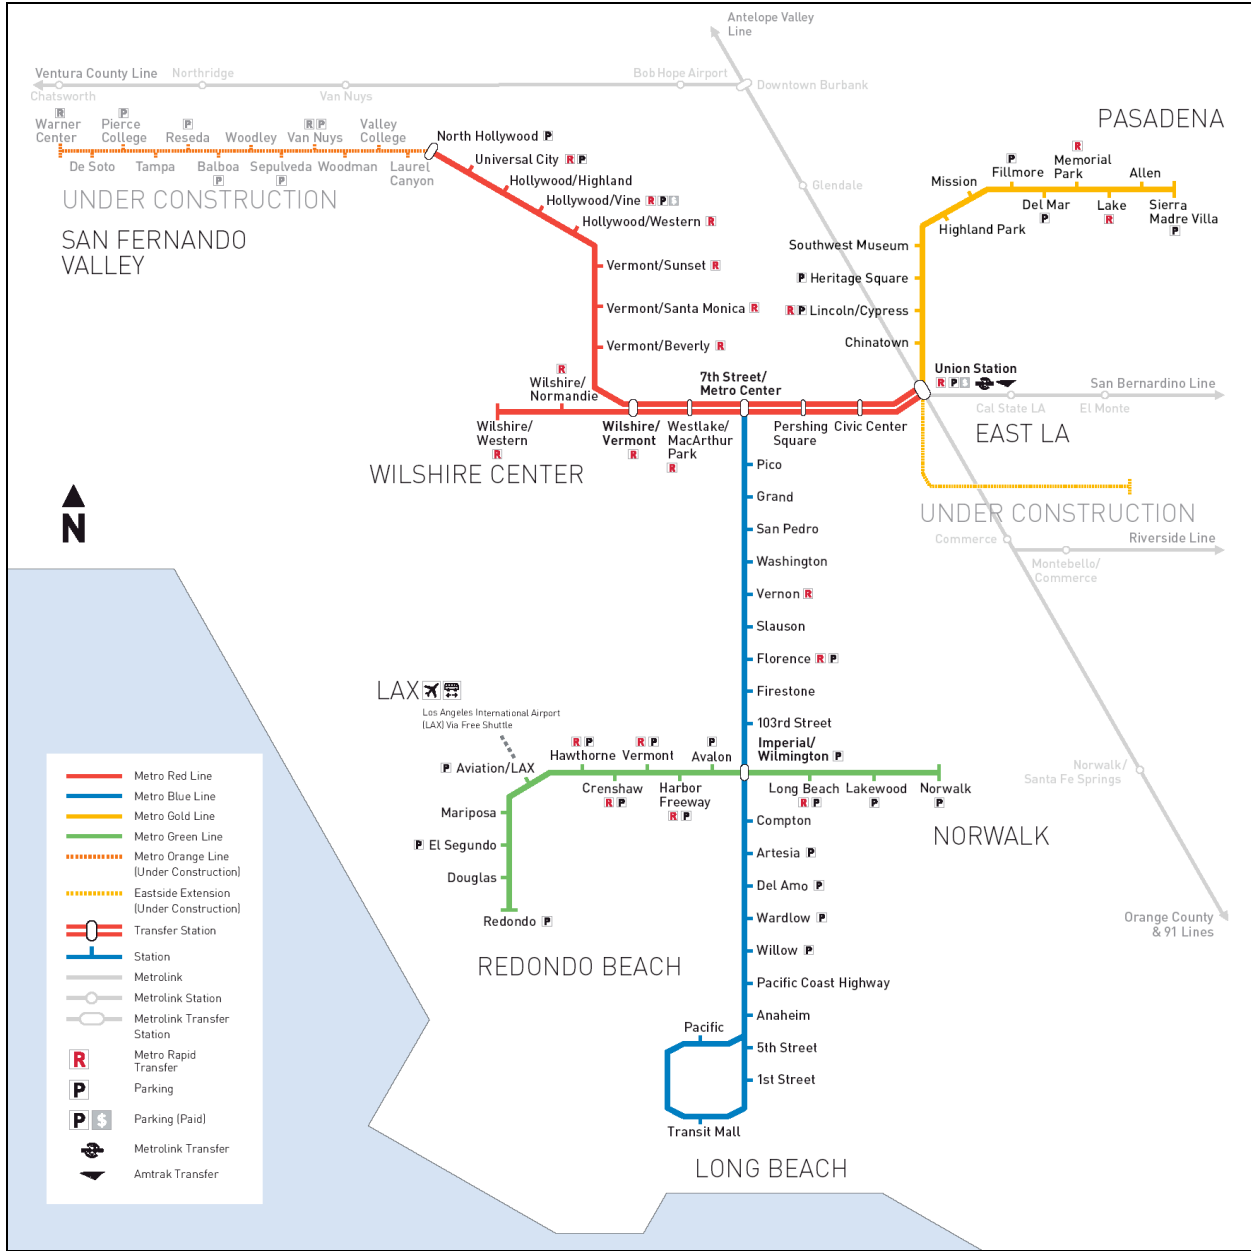 Antelope Valley
Line
Ventura County Line
Northridge
Bob Hope Airport
Downtown Burbank
Chatsworth
Van Nuys
R
P
P
R P
Warner
Center
Pierce
College
Reseda
Woodley
Van Nuys
Valley
College
North Hollywood P
De Soto
Tampa
Balboa
P
Sepulveda
P
Woodman
Laurel
Canyon
UNDER CONSTRUCTION
SAN FERNANDO
VALLEY
Universal City R P
Hollywood/Highland
Hollywood/Vine R P $
Hollywood/Western R
Vermont/Sunset R
Vermont/Santa Monica R
Vermont/Beverly R
Glendale
PASADENA
Mission
P
Fillmore
R
Memorial
Park
Allen
Del Mar
P
Lake
R
Sierra
Madre Villa
P
Highland Park
Southwest Museum
P Heritage Square
R P Lincoln/Cypress
Chinatown
Union Station
R P $
San Bernardino Line
Cal State LA
El Monte
EAST LA
R
Wilshire/
Normandie
7th Street/
Metro Center
Wilshire/
Western
R
Wilshire/
Vermont
R
Westlake/
MacArthur
Park
R
Pershing
Square
Civic Center
WILSHIRE CENTER
UNDER CONSTRUCTION
Commerce
Riverside Line
Montebello/
Commerce
N
Pico
Grand
San Pedro
Washington
Vernon R
Slauson
Florence R P
Firestone
103rd Street
Imperial/
Wilmington P
LAX
Los Angeles International Airport
(LAX) Via Free Shuttle
P Aviation/LAX
R P
Hawthorne
R P
Vermont
P
Avalon
Crenshaw
R P
Harbor
Freeway
R P
Long Beach
R P
Lakewood
P
Norwalk
P
Norwalk/
Santa Fe Springs
NORWALK
Mariposa
P El Segundo
Douglas
Redondo P
REDONDO BEACH
Compton
Artesia P
Del Amo P
Wardlow P
Willow P
Pacific Coast Highway
Anaheim
Pacific
5th Street
1st Street
Transit Mall
LONG BEACH
Orange County
& 91 Lines
Metro Red Line
Metro Blue Line
Metro Gold Line
Metro Green Line
Metro Orange Line
(Under Construction)
Eastside Extension
(Under Construction)
Transfer Station
Station
Metrolink
Metrolink Station
Metrolink Transfer
Station
R Metro Rapid
Transfer
P Parking
P $ Parking (Paid)
Metrolink Transfer
Amtrak Transfer